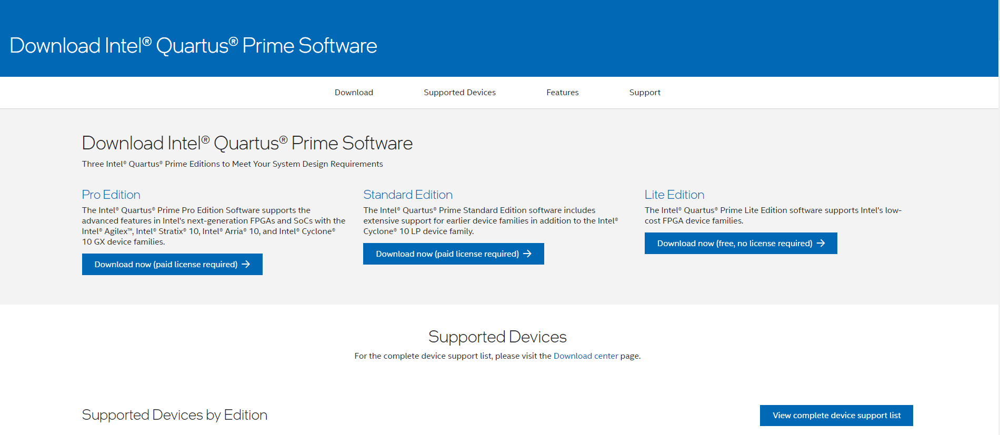 Download Intel® Quartus® Prime Software
Download
Supported Devices
Features
Support
Download Intel® Quartus® Prime Software
Three Intel® Quartus® Prime Editions to Meet Your System Design Requirements
Pro Edition
The Intel® Quartus® Prime Pro Edition Software supports the
advanced features in Intel's next-generation FPGAs and SoCs with the
Intel® Agilex™, Intel® Stratix® 10, Intel® Arria® 10, and Intel® Cyclone®
10 GX device families.
Download now (paid license required) →
Standard Edition
The Intel® Quartus® Prime Standard Edition software includes
extensive support for earlier device families in addition to the Intel®
Cyclone® 10 LP device family.
Download now (paid license required) →
Lite Edition
The Intel® Quartus® Prime Lite Edition software supports Intel's low-
cost FPGA device families.
Download now (free, no license required) →
Supported Devices
For the complete device support list, please visit the Download center page.
Supported Devices by Edition
View complete device support list